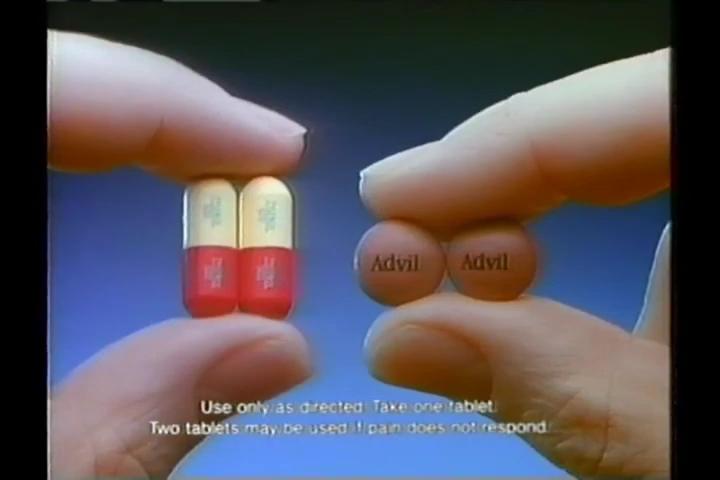 Advil Advil
Use only as directed. Take one tablet.
Two tablets may be used if pain does not respond.